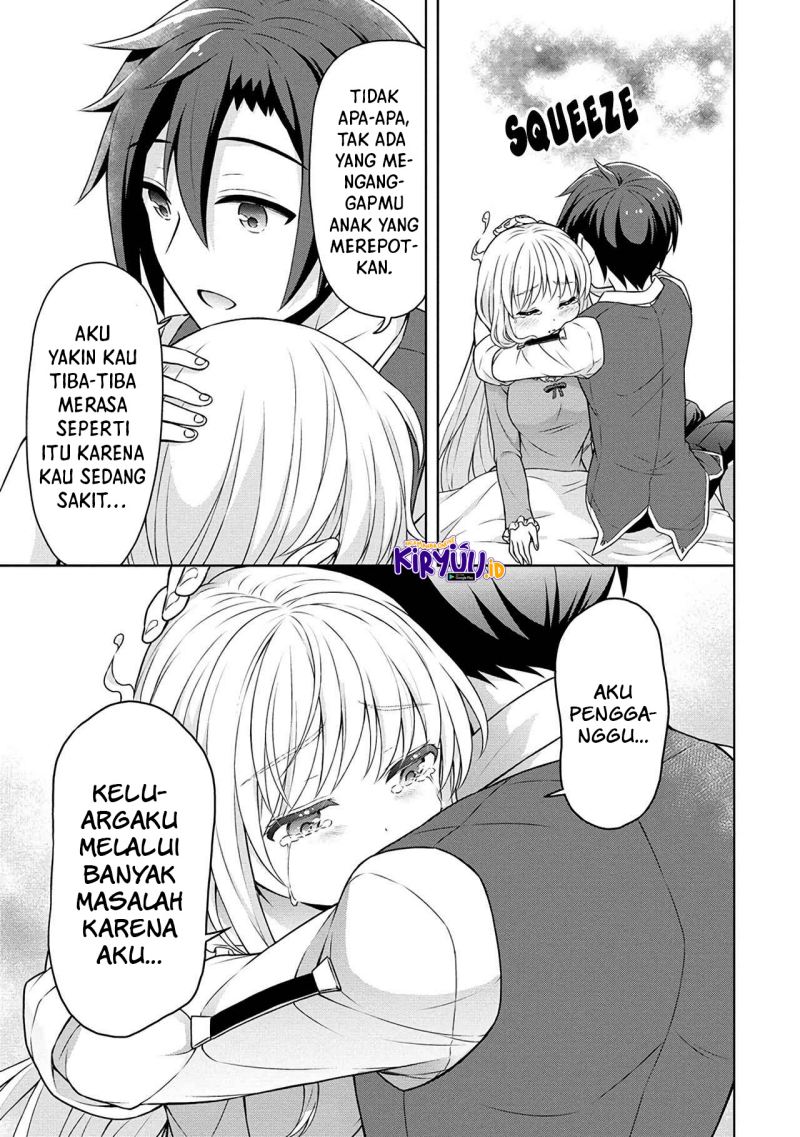 SQUEEZE
TIDAK
APA-APA,
TAK ADA
YANG ME-
NGANG-
GAPMU
ANAK YANG
MEREPOT-
KAN.
AKU
YAKIN KAU
TIBA-TIBA
MERASA
SEPERTI
ITU KARENA
KAU SEDANG
SAKIT...
KIRYUU.ID
AKU
PENGGA-
NGGU...
KELU-
ARGAKU
MELALUI
BANYAK
MASALAH
KARENA
AKU...